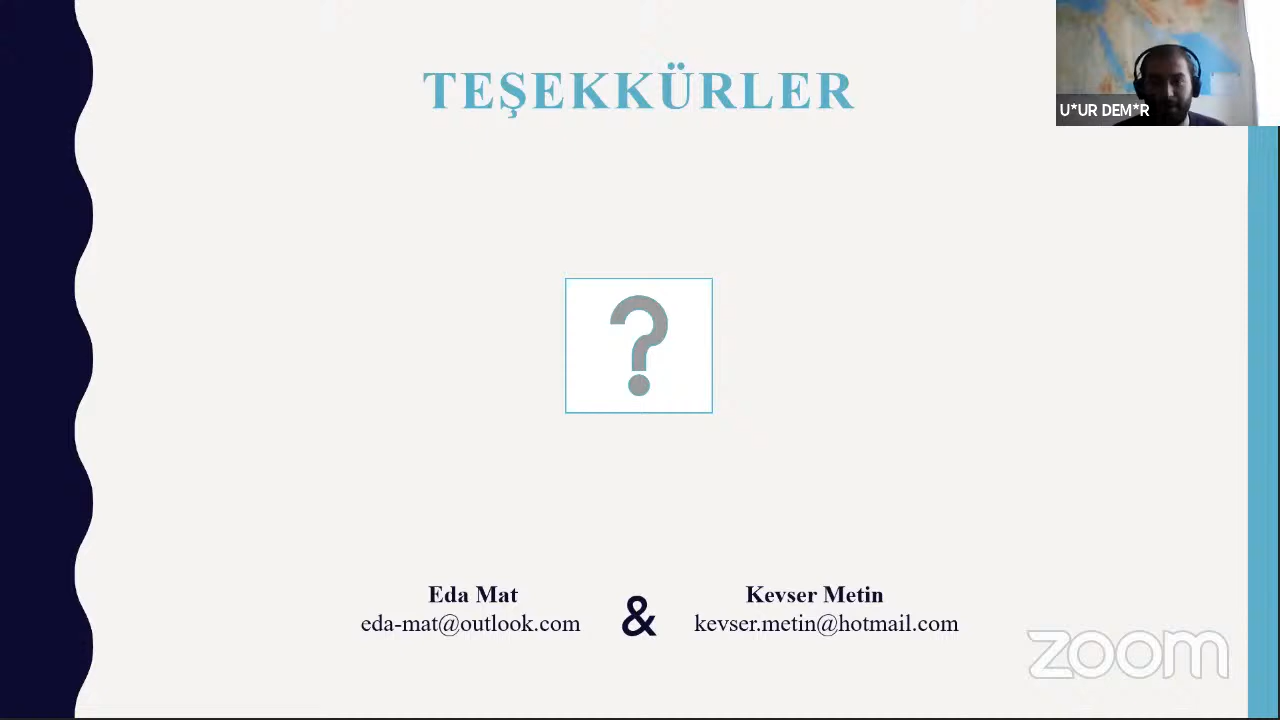 TEŞEKKÜRLER
U*UR DEM*R
?
Eda Mat
eda-mat@outlook.com
&
Kevser Metin
kevser.metin@hotmail.com
zoom